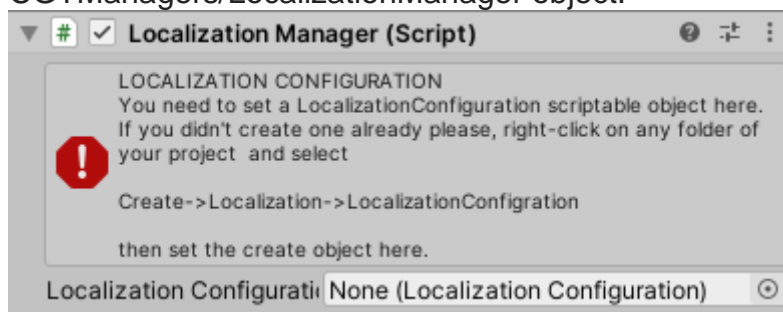 Localization Manager (Script)
LOCALIZATION CONFIGURATION
You need to set a LocalizationConfiguration scriptable object here.
If you didn't create one already please, right-click on any folder of
your project  and select
Create->Localization->LocalizationConfigration
then set the create object here.
Localization Configurati None (Localization Configuration)